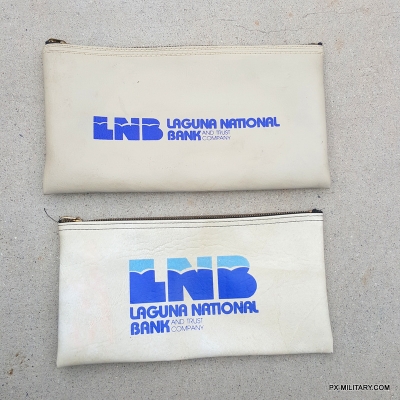 LNB LAGUNA NATIONAL
BANK AND TRUST
COMPANY
LNB
LAGUNA NATIONAL
BANK AND TRUST
COMPANY
PX-MILITARY.COM